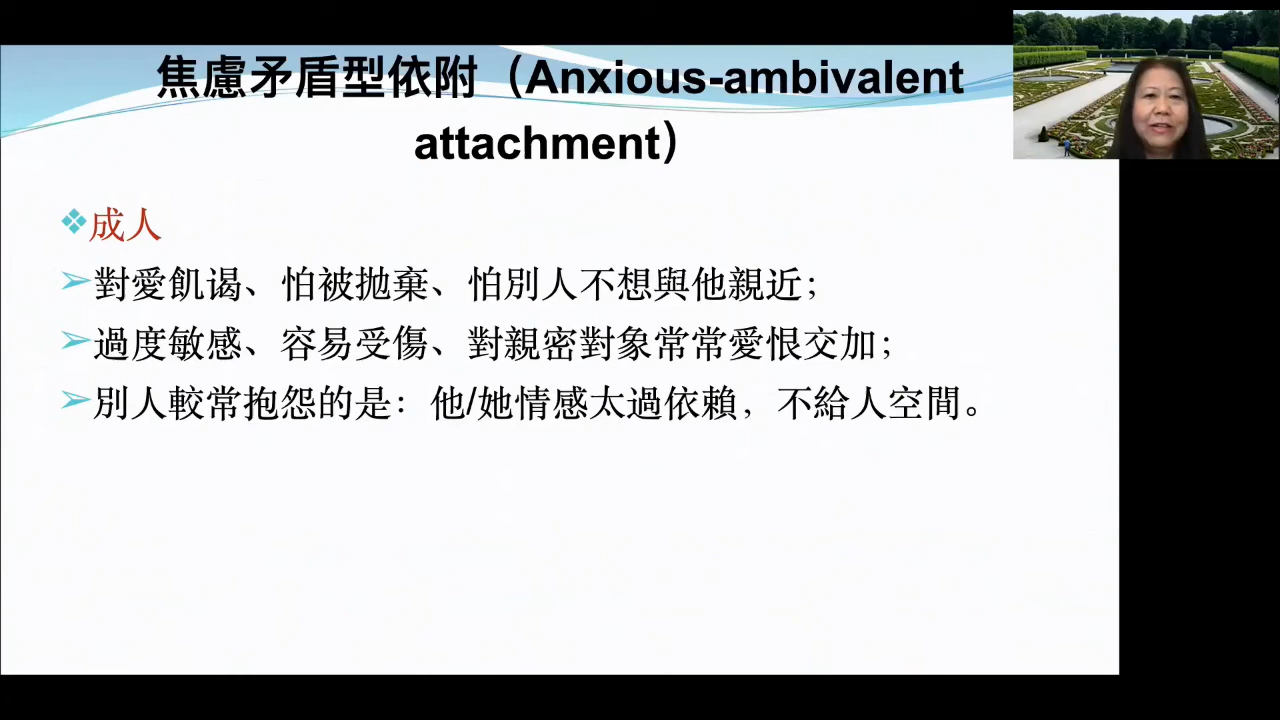 焦慮矛盾型依附（Anxious-ambivalent
attachment）
成人
對愛飢谒、怕被拋棄、怕別人不想與他親近；
過度敏感、容易受傷、對親密對象常常愛恨交加；
別人較常抱怨的是：他/她情感太過依賴，不給人空間。